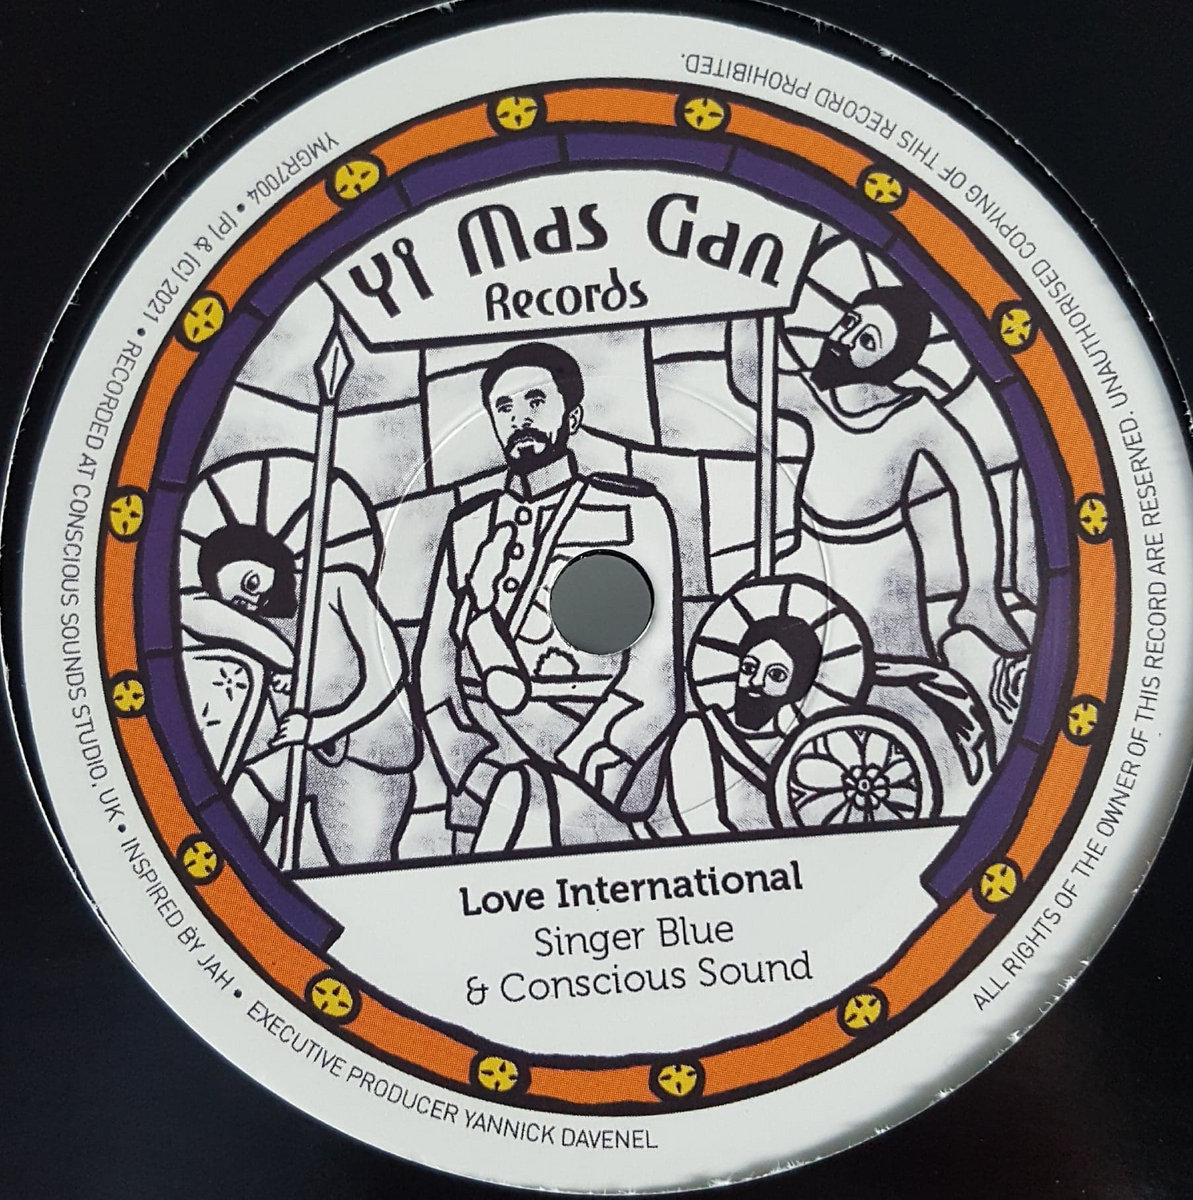 Yi Mas Gan
Records
Love International
Singer Blue
& Conscious Sound
YMGR7004 • (P) & (C) 2021 • RECORDED AT CONSCIOUS SOUNDS STUDIO, UK • INSPIRED BY JAH • EXECUTIVE PRODUCER YANNICK DAVENEL
ALL RIGHTS OF THE OWNER OF THIS RECORD ARE RESERVED. UNAUTHORISED COPYING OF THIS RECORD PROHIBITED.